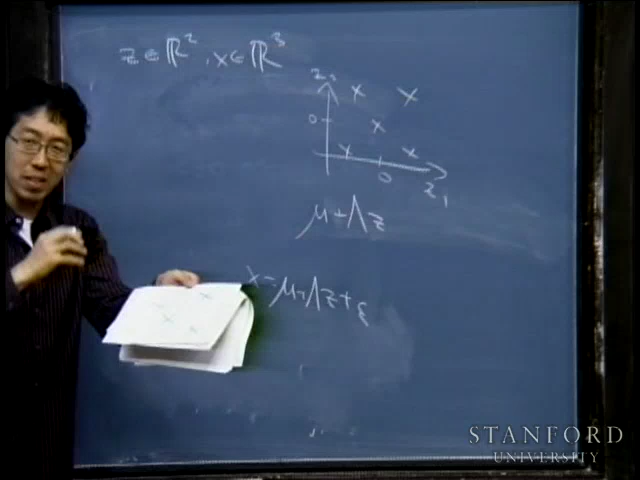 z ∈ ℝ², x ∈ ℝ³
z₂
0
0
z₁
μ+Λz
x = μ+Λz+ε
STANFORD
UNIVERSITY